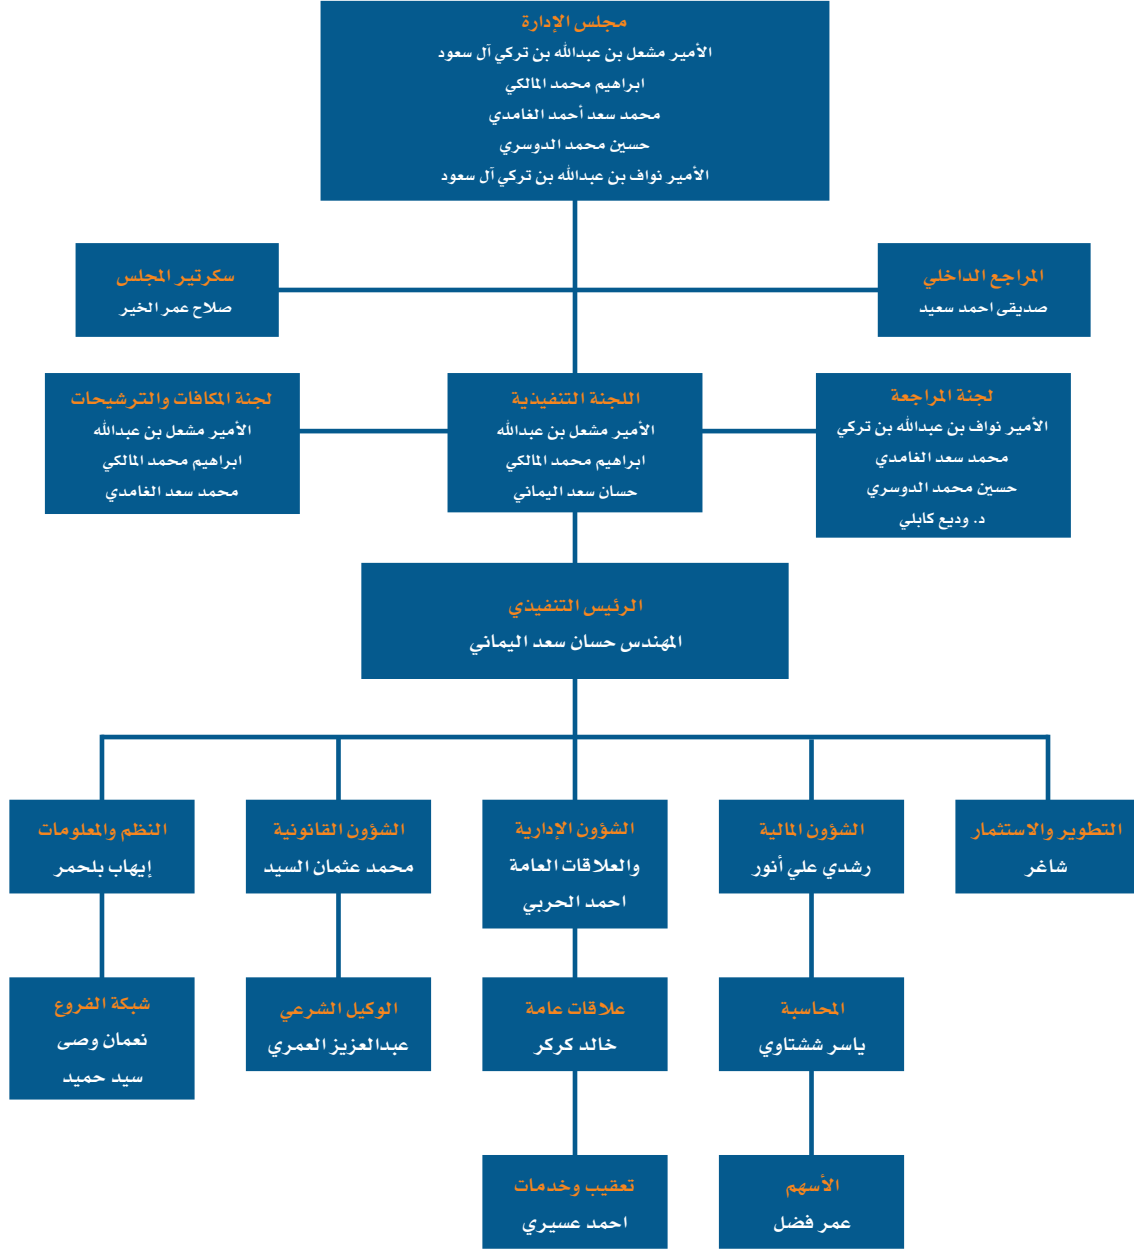 مجلس الإدارة
الأمير مشعل بن عبدالله بن تركي آل سعود
ابراهيم محمد المالكي
محمد سعد أحمد الغامدي
حسين محمد الدوسري
الأمير نواف بن عبدالله بن تركي آل سعود
المراجع الداخلي
صديقى احمد سعيد
سكرتير المجلس
صلاح عمر الخير
لجنة المراجعة
الأمير نواف بن عبدالله بن تركي
محمد سعد الغامدي
حسين محمد الدوسري
د. وديع كابلي
اللجنة التنفيذية
الأمير مشعل بن عبدالله
ابراهيم محمد المالكي
حسان سعد اليماني
لجنة المكافات والترشيحات
الأمير مشعل بن عبدالله
ابراهيم محمد المالكي
محمد سعد الغامدي
الرئيس التنفيذي
المهندس حسان سعد اليماني
التطوير والاستثمار
شاغر
الشؤون المالية
رشدي علي أنور
الشؤون الإدارية
والعلاقات العامة
احمد الحربي
الشؤون القانونية
محمد عثمان السيد
النظم والمعلومات
إيهاب بلحمر
المحاسبة
ياسر ششتاوي
علاقات عامة
خالد كركر
الوكيل الشرعي
عبدالعزيز العمري
شبكة الفروع
نعمان وصى
سيد حميد
الأسهم
عمر فضل
تعقيب وخدمات
احمد عسيري